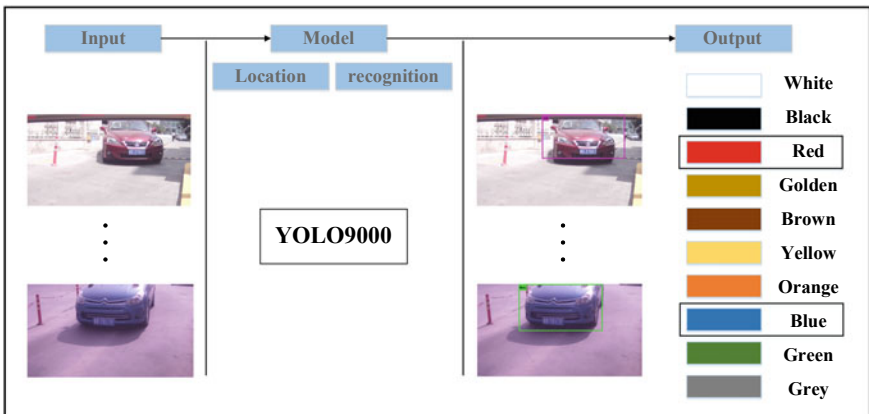 Input
Model
Output
Location
recognition
White
Black
Red
Golden
Brown
YOLO9000
Yellow
Orange
Blue
Green
Grey